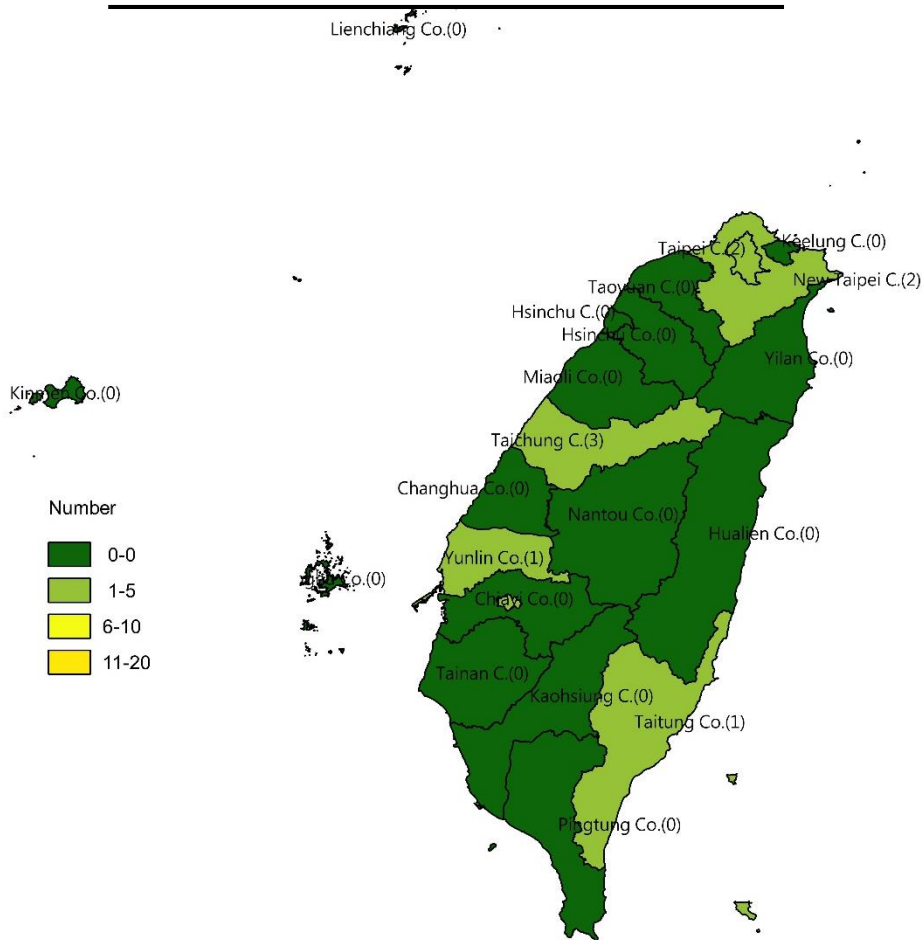 Lienchiang Co.(0)
Keelung C.(0)
Taipei C.(2)
New Taipei C.(2)
Taoyuan C.(0)
Hsinchu C.(0)
Hsinchu Co.(0)
Yilan Co.(0)
Miaoli Co.(0)
Kinmen Co.(0)
Taichung C.(3)
Changhua Co.(0)
Nantou Co.(0)
Hualien Co.(0)
Number
0-0
1-5
6-10
11-20
Yunlin Co.(1)
Co.(0)
Chiayi Co.(0)
Tainan C.(0)
Kaohsiung C.(0)
Taitung Co.(1)
Pingtung Co.(0)